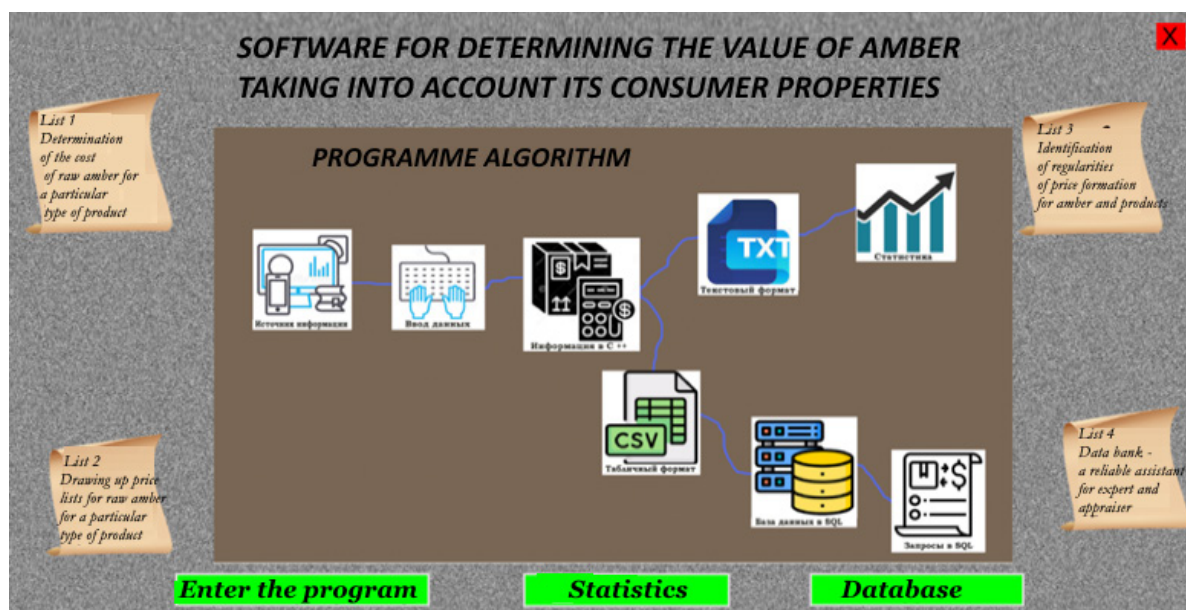 SOFTWARE FOR DETERMINING THE VALUE OF AMBER
TAKING INTO ACCOUNT ITS CONSUMER PROPERTIES
X
List 1
Determination
of the cost
of raw amber for
a particular
type of product
List 3
Identification
of regularities
of price formation
for amber and products
PROGRAMME ALGORITHM
TXT
Статистика
Текстовый формат
Источник информации
Ввод данных
Информация в C ++
CSV
Табличный формат
База данных в SQL
Запросы в SQL
List 2
Drawing up price
lists for raw amber
for a particular
type of product
List 4
Data bank -
a reliable assistant
for expert and
appraiser
Enter the program
Statistics
Database